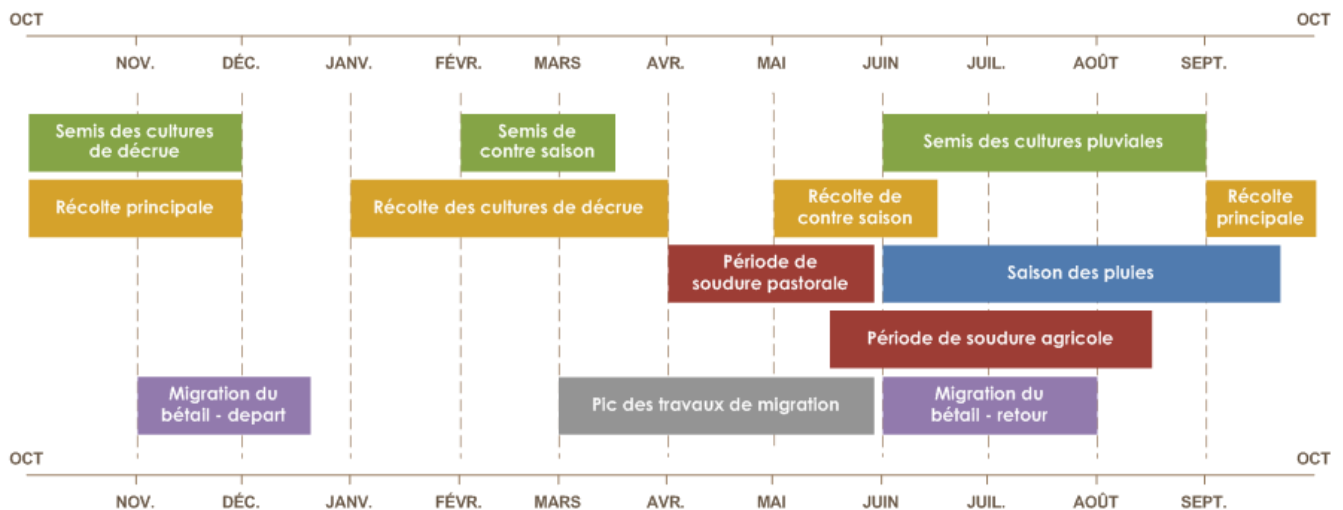 OCT
OCT
NOV.
DÉC.
JANV.
FÉVR.
MARS
AVR.
MAI
JUIN
JUIL.
AOÛT
SEPT.
Semis des cultures
de décrue
Semis de
contre saison
Semis des cultures pluviales
Récolte principale
Récolte des cultures de décrue
Récolte de
contre saison
Récolte
principale
Période de
soudure pastorale
Saison des pluies
Période de soudure agricole
Migration du
bétail - depart
Pic des travaux de migration
Migration du
bétail - retour
OCT
OCT
NOV.
DÉC.
JANV.
FÉVR.
MARS
AVR.
MAI
JUIN
JUIL.
AOÛT
SEPT.